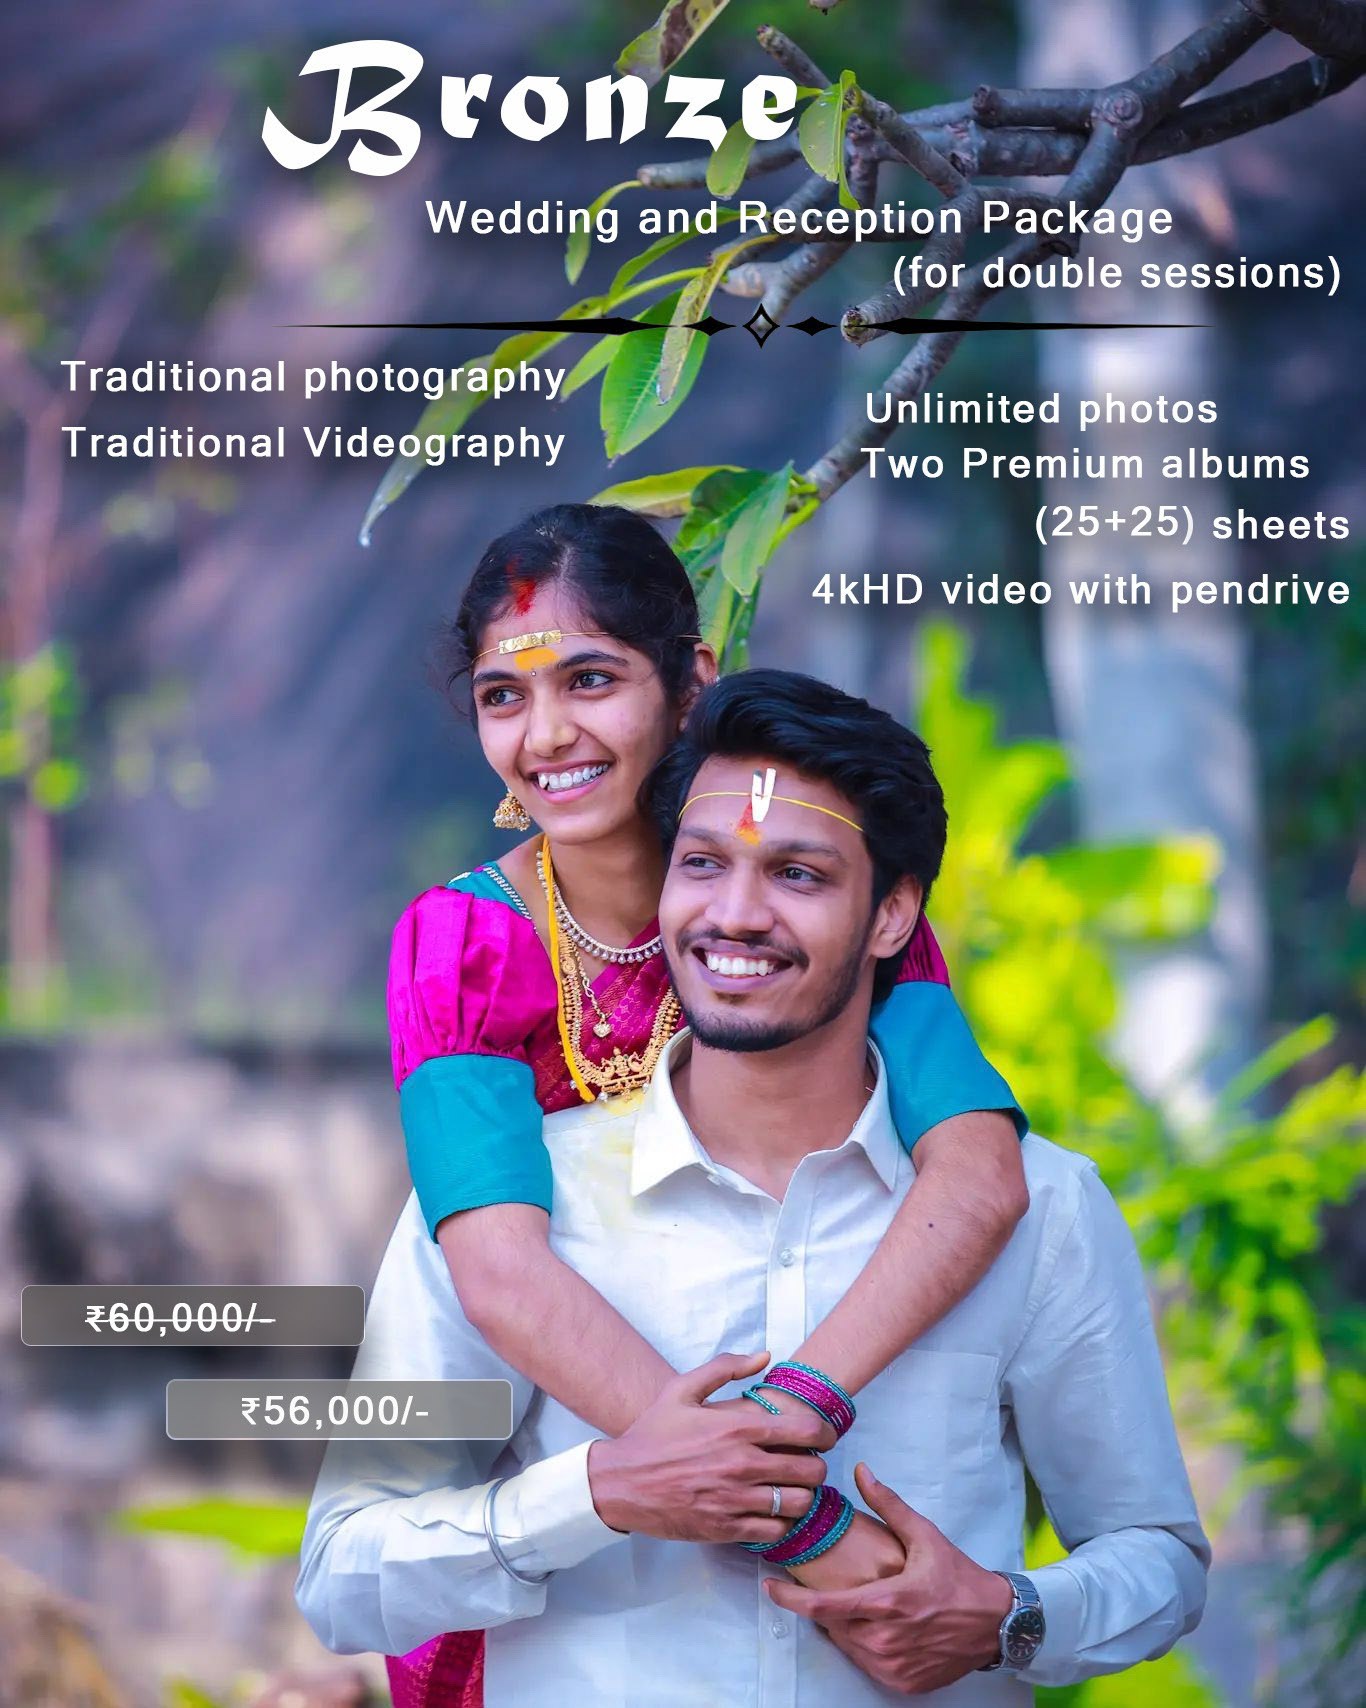 Bronze
Wedding and Reception Package
(for double sessions)
Traditional photography
Traditional Videography
Unlimited photos
Two Premium albums
(25+25) sheets
4kHD video with pendrive
₹60,000/-
₹56,000/-